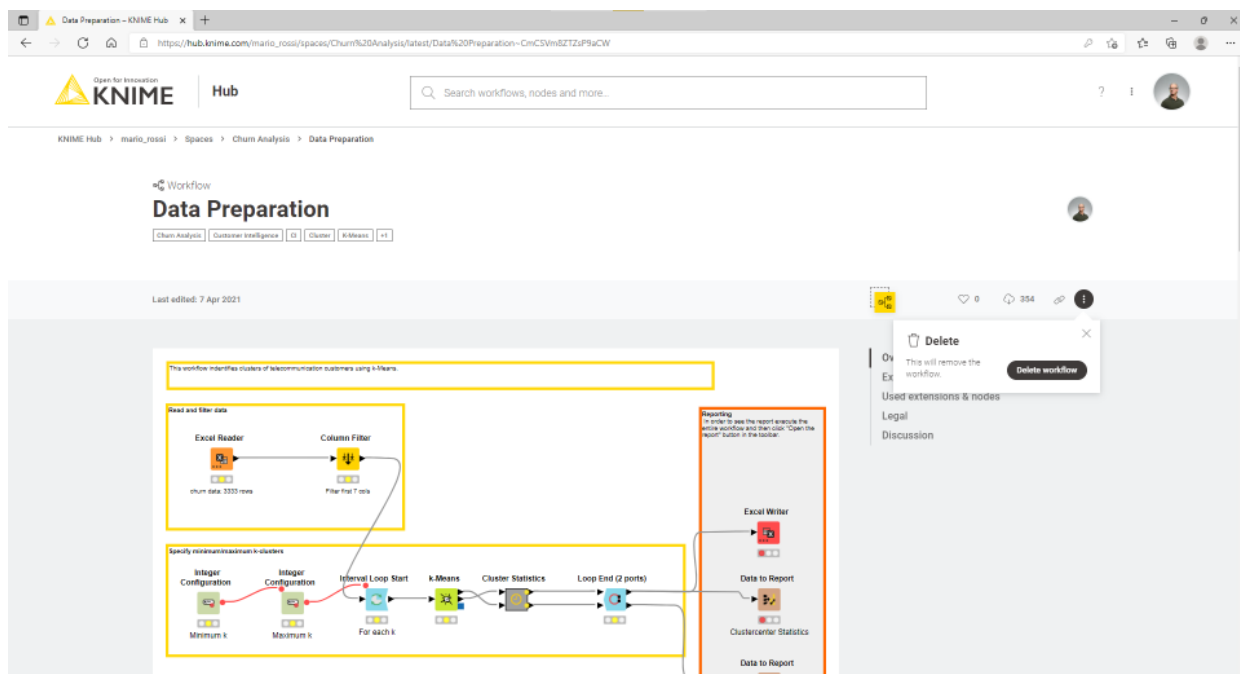 Data Preparation – KNIME Hub
https://hub.knime.com/mario_rossi/spaces/Churn%20Analysis/latest/Data%20Preparation~CmCSVm8ZTZsP9aCW
Open for Innovation
KNIME
Hub
Search workflows, nodes and more...
?
KNIME Hub > mario_rossi > Spaces > Churn Analysis > Data Preparation
Workflow
Data Preparation
Churn Analysis
Customer Intelligence
CI
Cluster
K-Means
+1
Last edited: 7 Apr 2021
0
354
Delete
This will remove the
workflow.
Delete workflow
Ov
Ex
Used extensions & nodes
Legal
Discussion
This workflow indentifies clusters of telecommunication customers using k-Means.
Read and filter data
Excel Reader
churn data: 3333 rows
Column Filter
Filter first 7 cols
Reporting
In order to see the report execute the
entire workflow and then click "Open the
report" button in the toolbar.
Excel Writer
Specify minimum/maximum k-clusters
Integer
Configuration
Minimum k
Integer
Configuration
Maximum k
Interval Loop Start
For each k
k-Means
Cluster Statistics
Loop End (2 ports)
Data to Report
Clustercenter Statistics
Data to Report